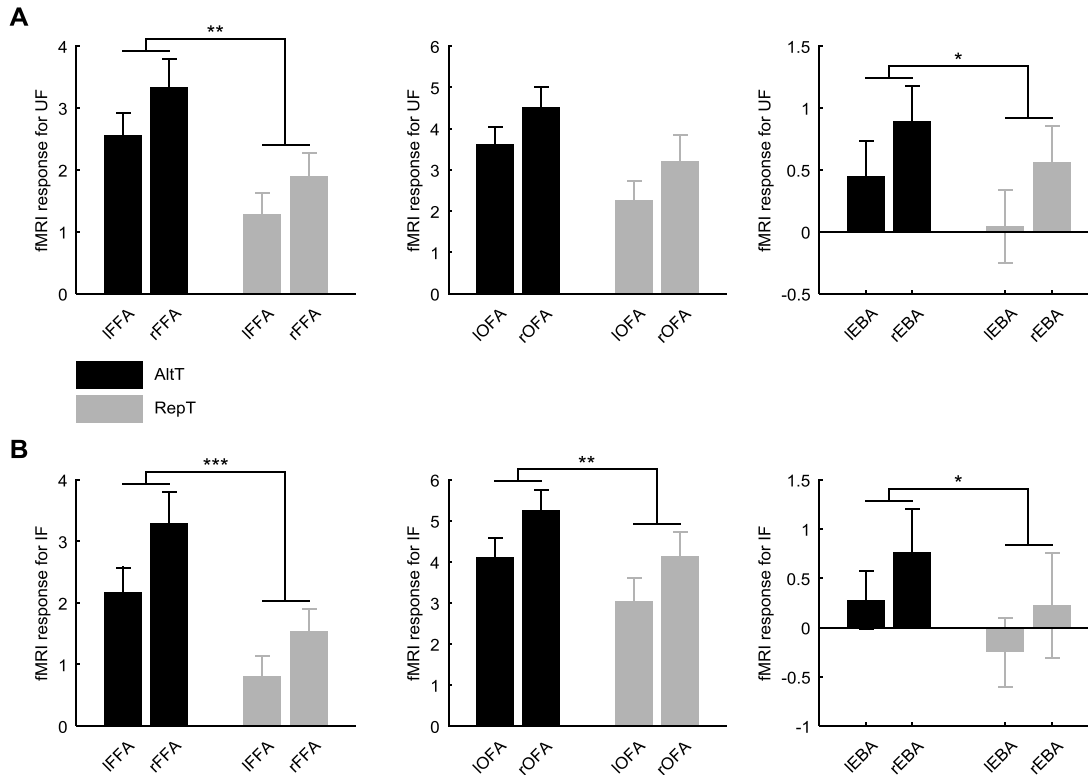 A
fMRI response for UF
4
3
2
1
0
**
lFFA
rFFA
lFFA
rFFA
fMRI response for UF
6
5
4
3
2
1
0
lOFA
rOFA
lOFA
rOFA
fMRI response for UF
1.5
1
0.5
0
-0.5
*
lEBA
rEBA
lEBA
rEBA
AltT
RepT
B
fMRI response for IF
4
3
2
1
0
***
lFFA
rFFA
lFFA
rFFA
fMRI response for IF
6
5
4
3
2
1
0
**
lOFA
rOFA
lOFA
rOFA
fMRI response for IF
1.5
1
0.5
0
-0.5
-1
*
lEBA
rEBA
lEBA
rEBA